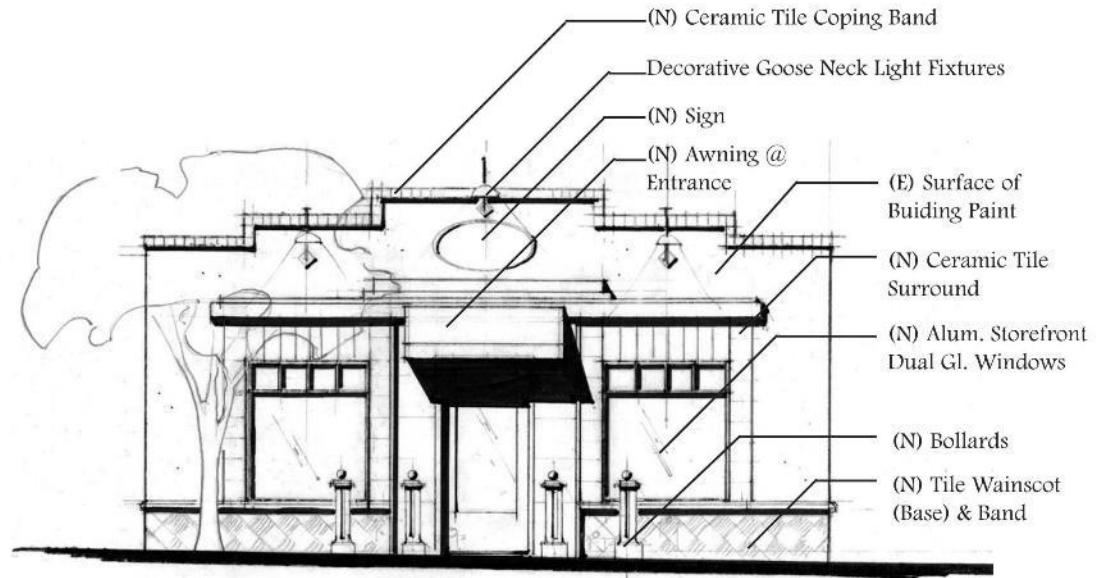 (N) Ceramic Tile Coping Band
Decorative Goose Neck Light Fixtures
(N) Sign
(N) Awning @
Entrance
(E) Surface of
Buiding Paint
(N) Ceramic Tile
Surround
(N) Alum. Storefront
Dual Gl. Windows
(N) Bollards
(N) Tile Wainscot
(Base) & Band